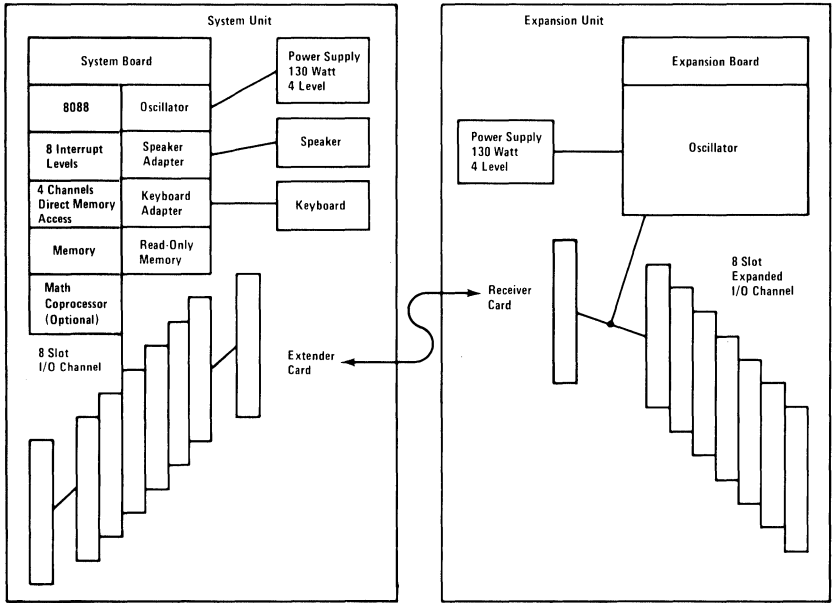 System Unit
System Board
8088
Oscillator
8 Interrupt
Levels
Speaker
Adapter
4 Channels
Direct Memory
Access
Keyboard
Adapter
Memory
Read-Only
Memory
Math
Coprocessor
(Optional)
8 Slot
I/O Channel
Power Supply
130 Watt
4 Level
Speaker
Keyboard
Extender
Card
Expansion Unit
Expansion Board
Oscillator
Power Supply
130 Watt
4 Level
Receiver
Card
8 Slot
Expanded
I/O Channel